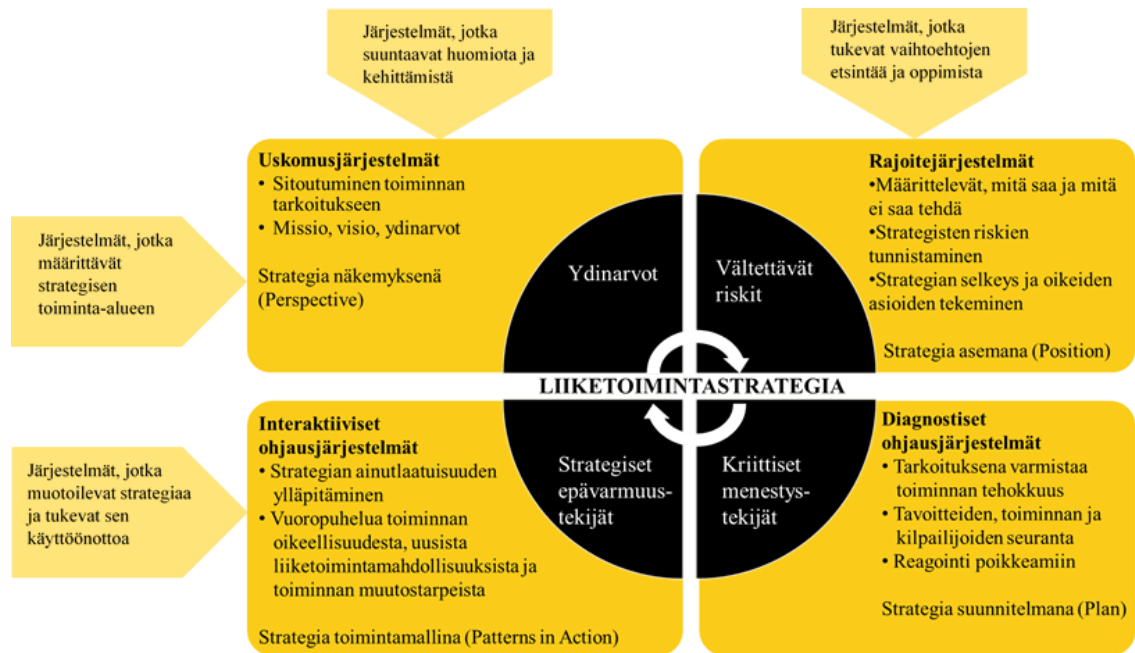 Järjestelmät, jotka
suuntaavat huomiota ja
kehittämistä
Järjestelmät, jotka
tukevat vaihtoehtojen
etsintää ja oppimista
Järjestelmät, jotka
määrittävät
strategisen
toiminta-alueen
Uskomusjärjestelmät
• Sitoutuminen toiminnan
tarkoitukseen
• Missio, visio, ydinarvot
Strategia näkemyksenä
(Perspective)
Ydinarvot
Vältettävät
riskit
Rajoitejärjestelmät
•Määrittelevät, mitä saa ja mitä
ei saa tehdä
•Strategisten riskien
tunnistaminen
•Strategian selkeys ja oikeiden
asioiden tekeminen
Strategia asemana (Position)
LIIKETOIMINTASTRATEGIA
Järjestelmät, jotka
muotoilevat strategiaa
ja tukevat sen
käyttöönottoa
Interaktiiviset
ohjausjärjestelmät
• Strategian ainutlaatuisuuden
ylläpitäminen
• Vuoropuhelua toiminnan
oikeellisuudesta, uusista
liiketoimintamahdollisuuksista ja
toiminnan muutostarpeista
Strategia toimintamallina (Patterns in Action)
Strategiset
epävarmuus-
tekijät
Kriittiset
menestys-
tekijät
Diagnostiset
ohjausjärjestelmät
• Tarkoituksena varmistaa
toiminnan tehokkuus
• Tavoitteiden, toiminnan ja
kilpailijoiden seuranta
• Reagointi poikkeamiin
Strategia suunnitelmana (Plan)